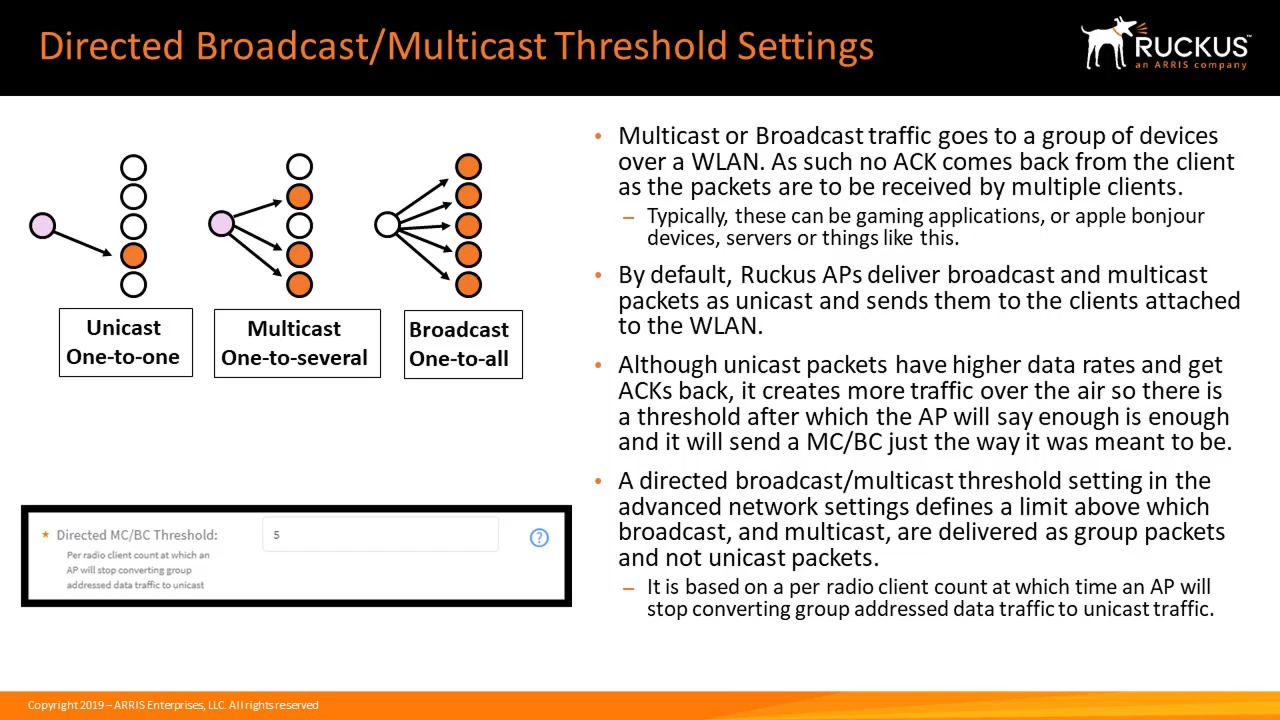 Directed Broadcast/Multicast Threshold Settings
RUCKUS™
an ARRIS company
Unicast
One-to-one
Multicast
One-to-several
Broadcast
One-to-all
* Directed MC/BC Threshold:
5
?
Per radio client count at which an
AP will stop converting group
addressed data traffic to unicast
• Multicast or Broadcast traffic goes to a group of devices
over a WLAN. As such no ACK comes back from the client
as the packets are to be received by multiple clients.
– Typically, these can be gaming applications, or apple bonjour
devices, servers or things like this.
• By default, Ruckus APs deliver broadcast and multicast
packets as unicast and sends them to the clients attached
to the WLAN.
• Although unicast packets have higher data rates and get
ACKs back, it creates more traffic over the air so there is
a threshold after which the AP will say enough is enough
and it will send a MC/BC just the way it was meant to be.
• A directed broadcast/multicast threshold setting in the
advanced network settings defines a limit above which
broadcast, and multicast, are delivered as group packets
and not unicast packets.
– It is based on a per radio client count at which time an AP will
stop converting group addressed data traffic to unicast traffic.
Copyright 2019 – ARRIS Enterprises, LLC. All rights reserved